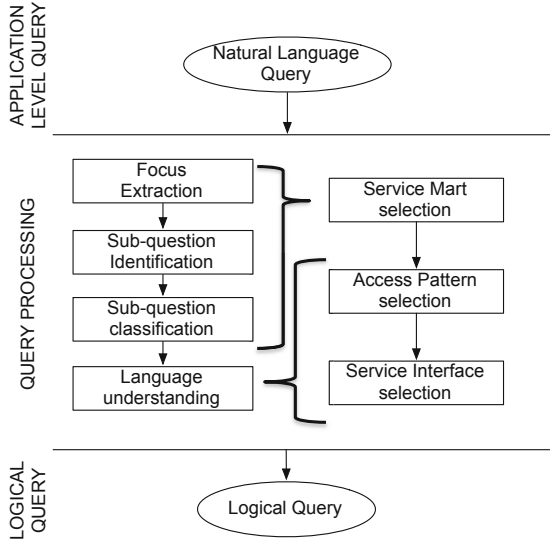 APPLICATION
LEVEL QUERY
Natural Language
Query
QUERY PROCESSING
Focus
Extraction
Sub-question
Identification
Sub-question
classification
Language
understanding
Service Mart
selection
Access Pattern
selection
Service Interface
selection
LOGICAL
QUERY
Logical Query